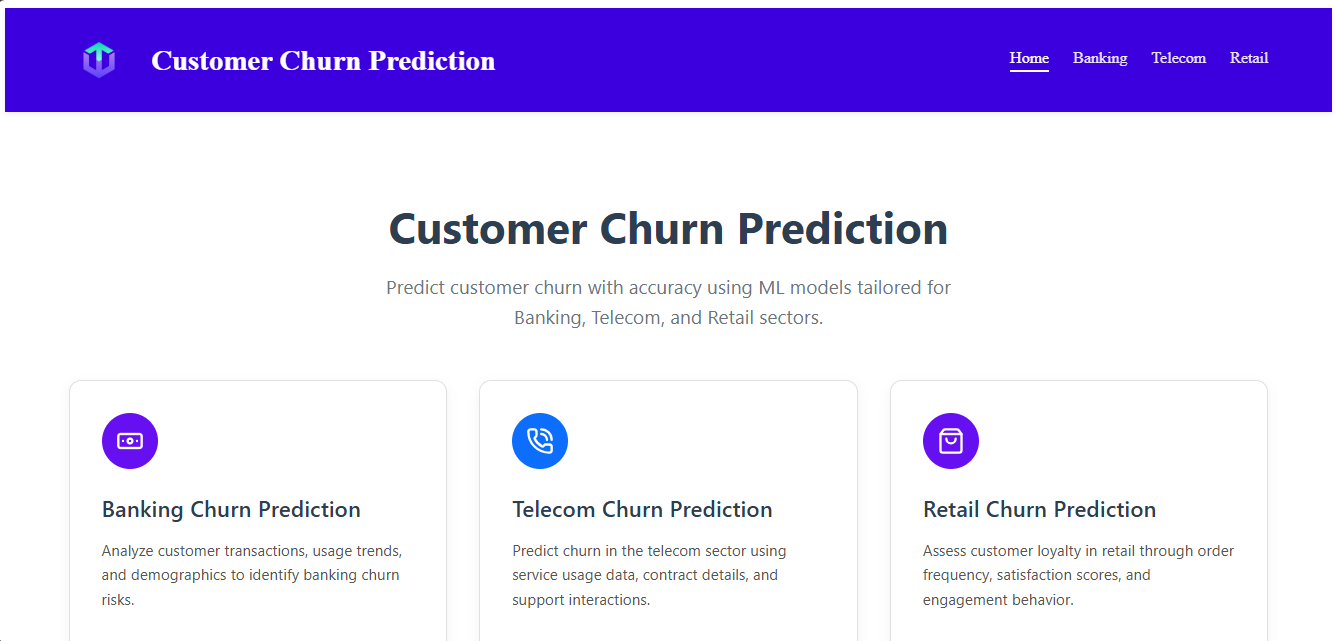 Customer Churn Prediction
Home Banking Telecom Retail
Customer Churn Prediction
Predict customer churn with accuracy using ML models tailored for
Banking, Telecom, and Retail sectors.
Banking Churn Prediction
Analyze customer transactions, usage trends,
and demographics to identify banking churn
risks.
Telecom Churn Prediction
Predict churn in the telecom sector using
service usage data, contract details, and
support interactions.
Retail Churn Prediction
Assess customer loyalty in retail through order
frequency, satisfaction scores, and
engagement behavior.